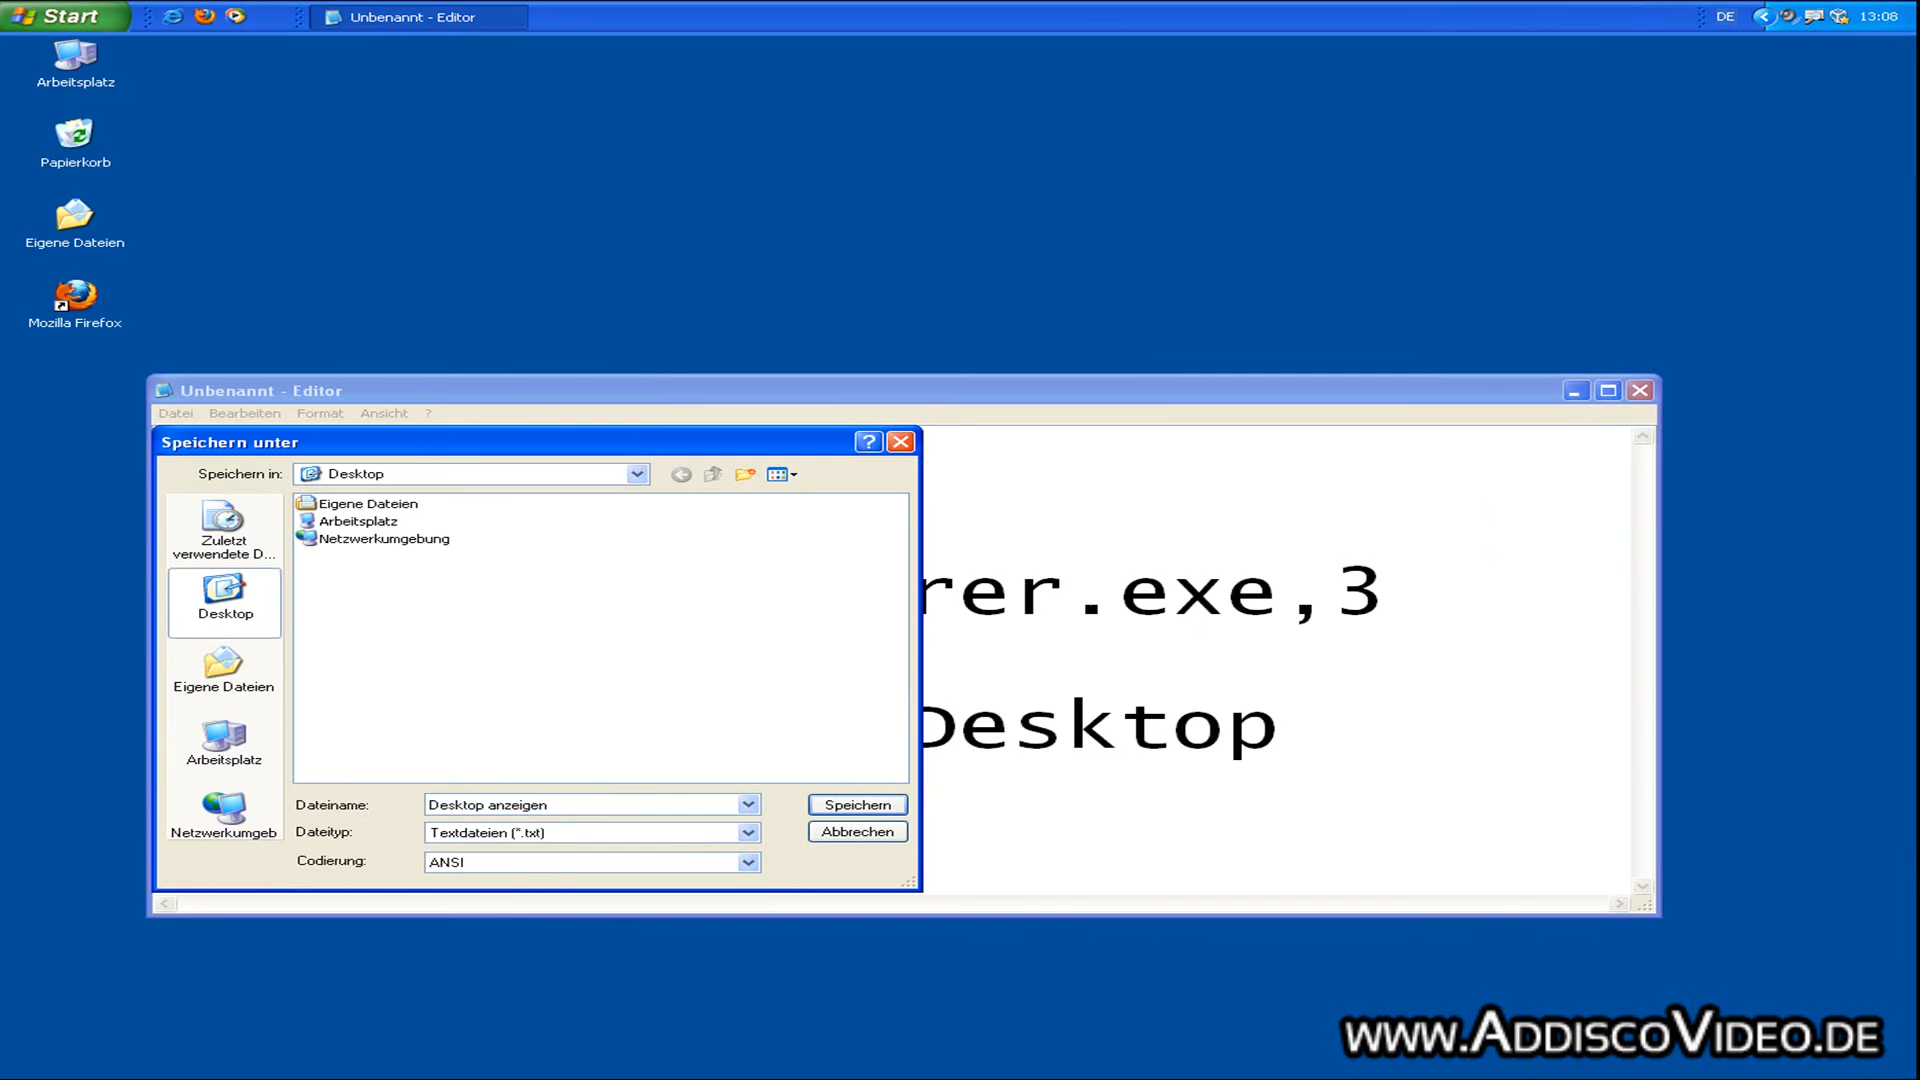 Start
Unbenannt - Editor
DE
13:08
Arbeitsplatz
Papierkorb
Eigene Dateien
Mozilla Firefox
Unbenannt - Editor
Datei Bearbeiten Format Ansicht ?
Speichern unter
Speichern in: Desktop
Eigene Dateien
Arbeitsplatz
Netzwerkumgebung
Zuletzt
verwendete D...
Desktop
Eigene Dateien
Arbeitsplatz
Netzwerkumgeb
rer.exe,3
Desktop
Dateiname: Desktop anzeigen Speichern
Dateityp: Textdateien (*.txt) Abbrechen
Codierung: ANSI
www.AddiscoVideo.de